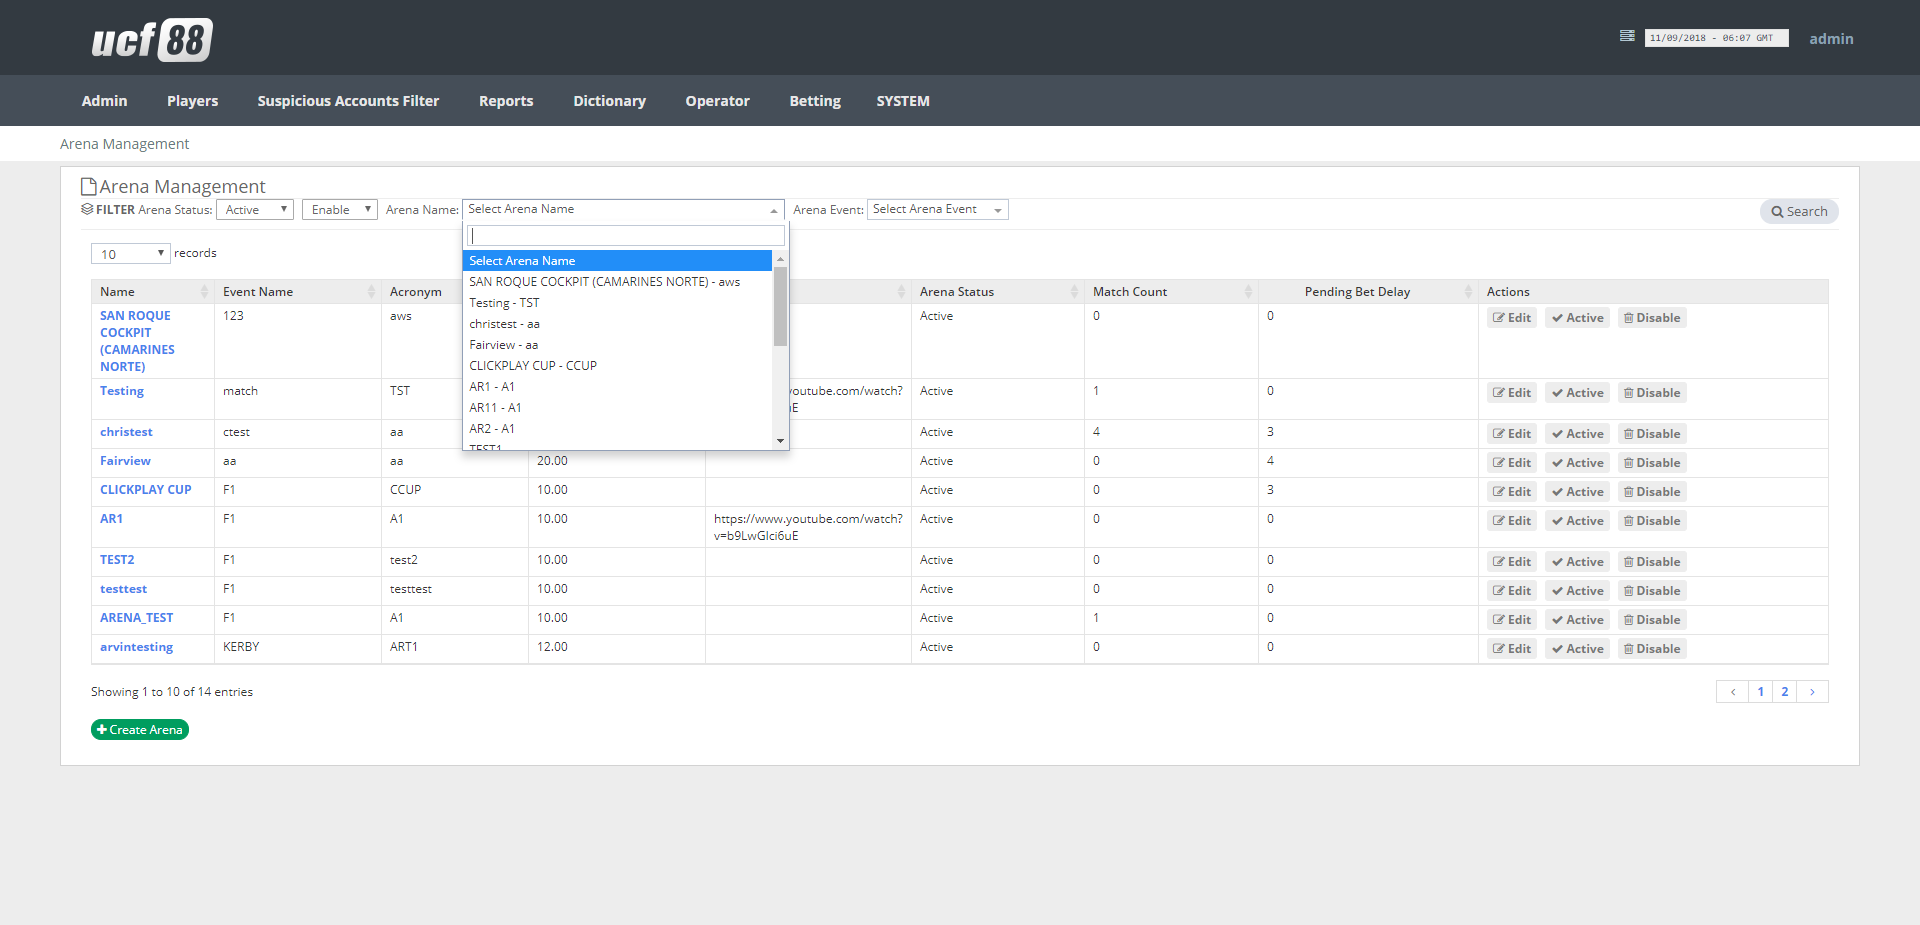 ucf 88
11/09/2018 - 06:07 GMT
admin
Admin Players Suspicious Accounts Filter Reports Dictionary Operator Betting SYSTEM
Arena Management
Arena Management
FILTER Arena Status: Active Enable Arena Name: Select Arena Name Arena Event: Select Arena Event Search
10 records
Select Arena Name
SAN ROQUE COCKPIT (CAMARINES NORTE) - aws
Testing - TST
christest - aa
Fairview - aa
CLICKPLAY CUP - CCUP
AR1 - A1
AR11 - A1
AR2 - A1
TEST1
Name Event Name Acronym Arena Status Match Count Pending Bet Delay Actions
SAN ROQUE 123 aws Active 0 0 Edit Active Disable
COCKPIT
(CAMARINES
NORTE)
Testing match TST youtube.com/watch? Active 1 0 Edit Active Disable
E
christest ctest aa Active 4 3 Edit Active Disable
Fairview aa aa 20.00 Active 0 4 Edit Active Disable
CLICKPLAY CUP F1 CCUP 10.00 Active 0 3 Edit Active Disable
AR1 F1 A1 10.00 https://www.youtube.com/watch? Active 0 0 Edit Active Disable
v=b9LwGlci6uE
TEST2 F1 test2 10.00 Active 0 0 Edit Active Disable
testtest F1 testtest 10.00 Active 0 0 Edit Active Disable
ARENA_TEST F1 A1 10.00 Active 1 0 Edit Active Disable
arvintesting KERBY ART1 12.00 Active 0 0 Edit Active Disable
Showing 1 to 10 of 14 entries
‹ 1 2 ›
Create Arena